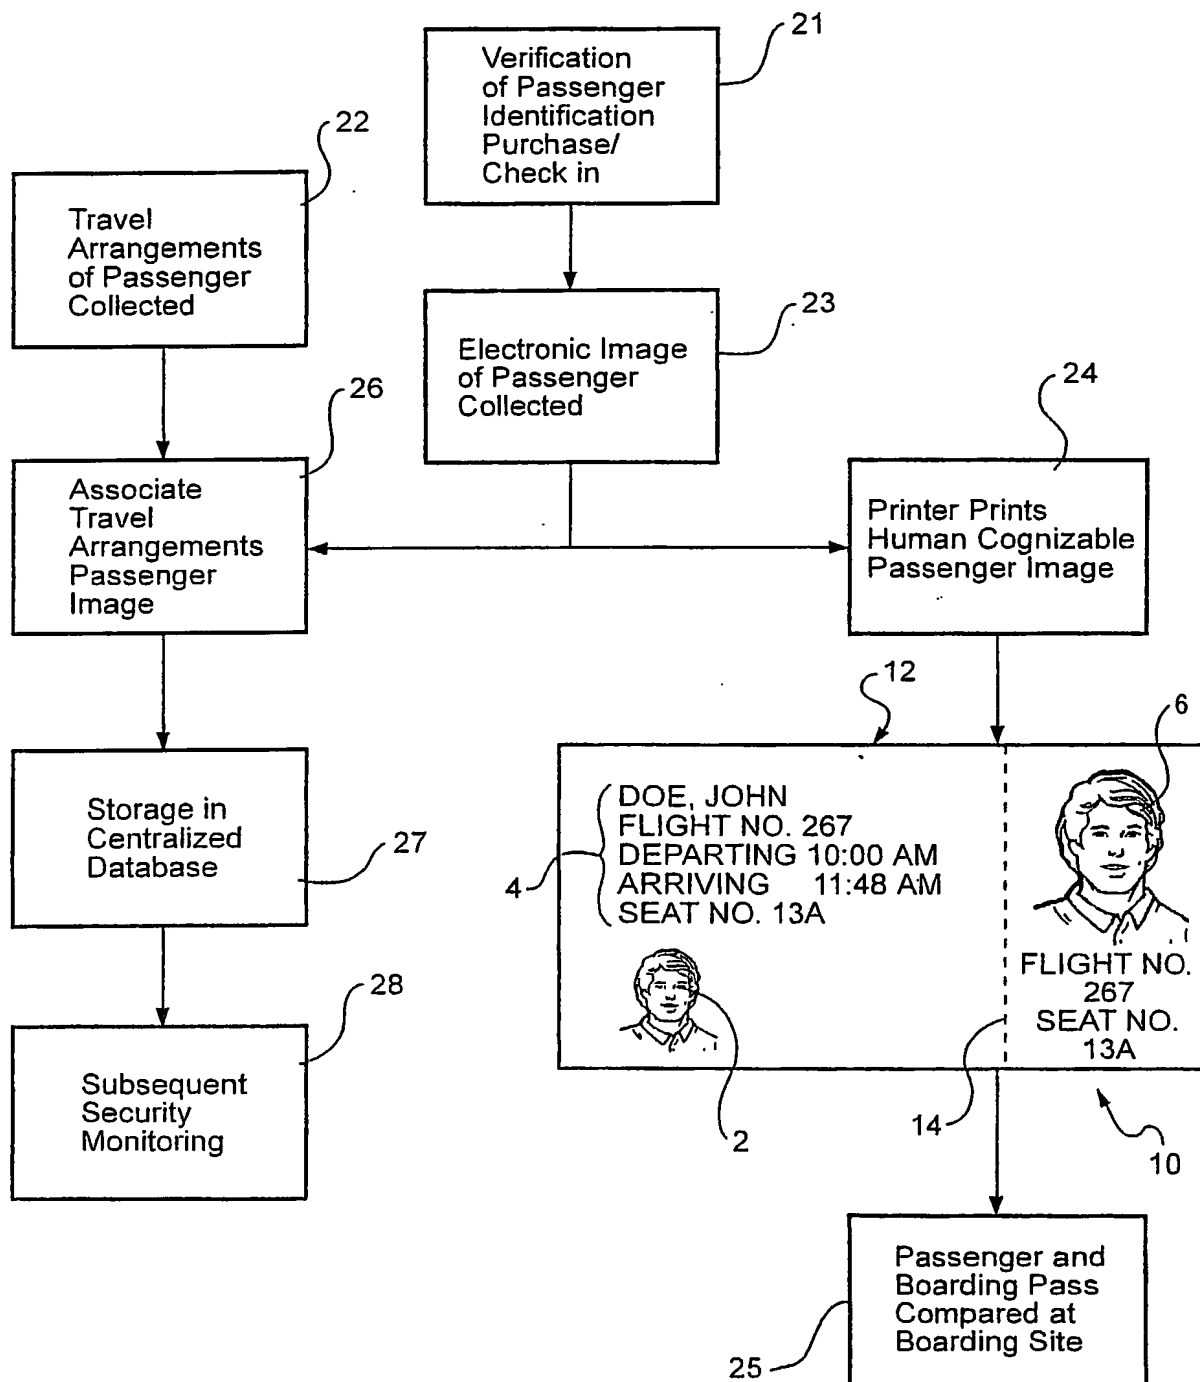 21
Verification
of Passenger
Identification
Purchase/
Check in
22
Travel
Arrangements
of Passenger
Collected
23
Electronic Image
of Passenger
Collected
26
Associate
Travel
Arrangements
Passenger
Image
24
Printer Prints
Human Cognizable
Passenger Image
12
6
4
DOE, JOHN
FLIGHT NO. 267
DEPARTING 10:00 AM
ARRIVING 11:48 AM
SEAT NO. 13A
FLIGHT NO.
267
SEAT NO.
13A
2
14
10
Storage in
Centralized
Database
27
28
Subsequent
Security
Monitoring
Passenger and
Boarding Pass
Compared at
Boarding Site
25